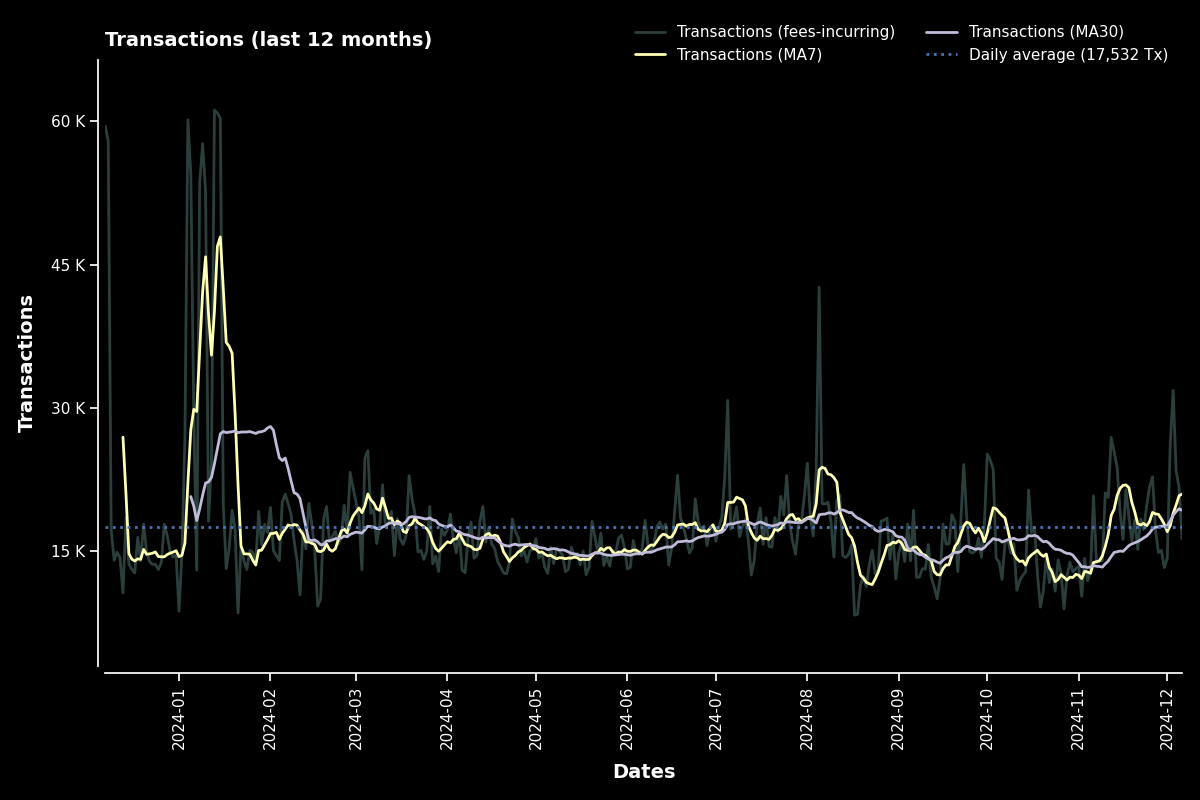 Transactions (last 12 months)
Transactions (fees-incurring)
Transactions (MA7)
Transactions (MA30)
Daily average (17,532 Tx)
Transactions
60 K
45 K
30 K
15 K
2024-01
2024-02
2024-03
2024-04
2024-05
2024-06
2024-07
2024-08
2024-09
2024-10
2024-11
2024-12
Dates